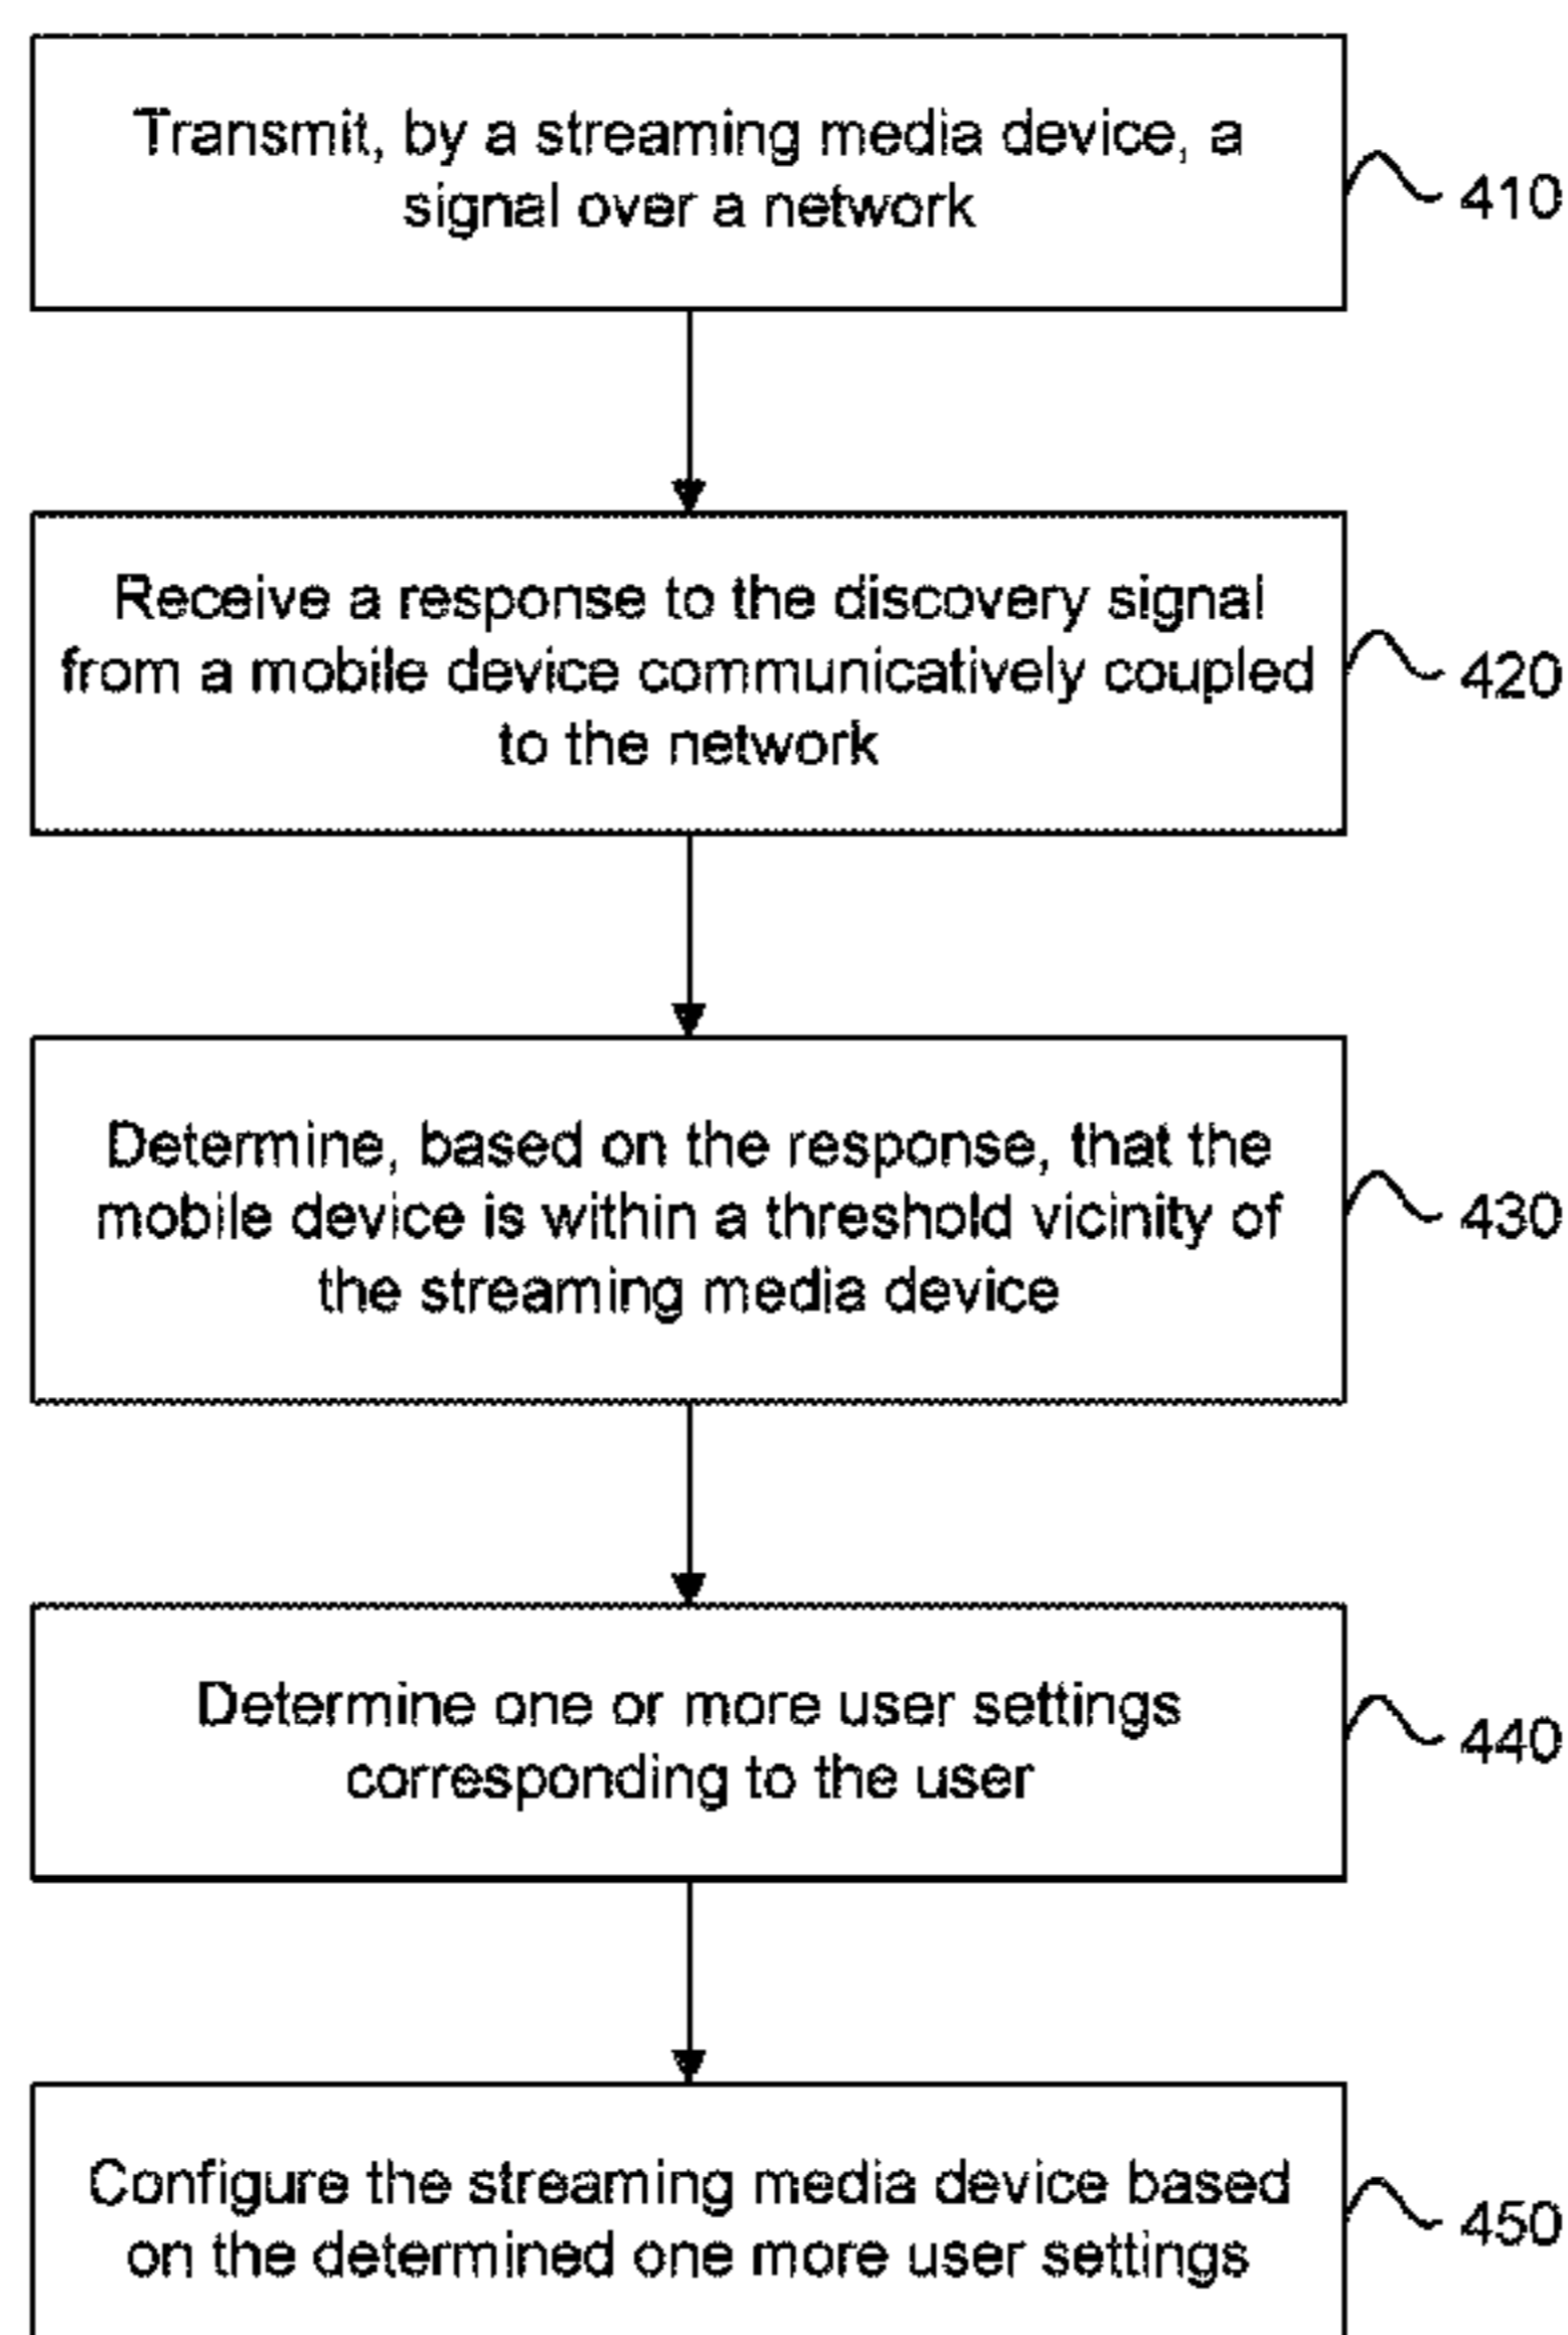 Transmit, by a streaming media device, a
signal over a network
410
Receive a response to the discovery signal
from a mobile device communicatively coupled
to the network
420
Determine, based on the response, that the
mobile device is within a threshold vicinity of
the streaming media device
430
Determine one or more user settings
corresponding to the user
440
Configure the streaming media device based
on the determined one more user settings
450